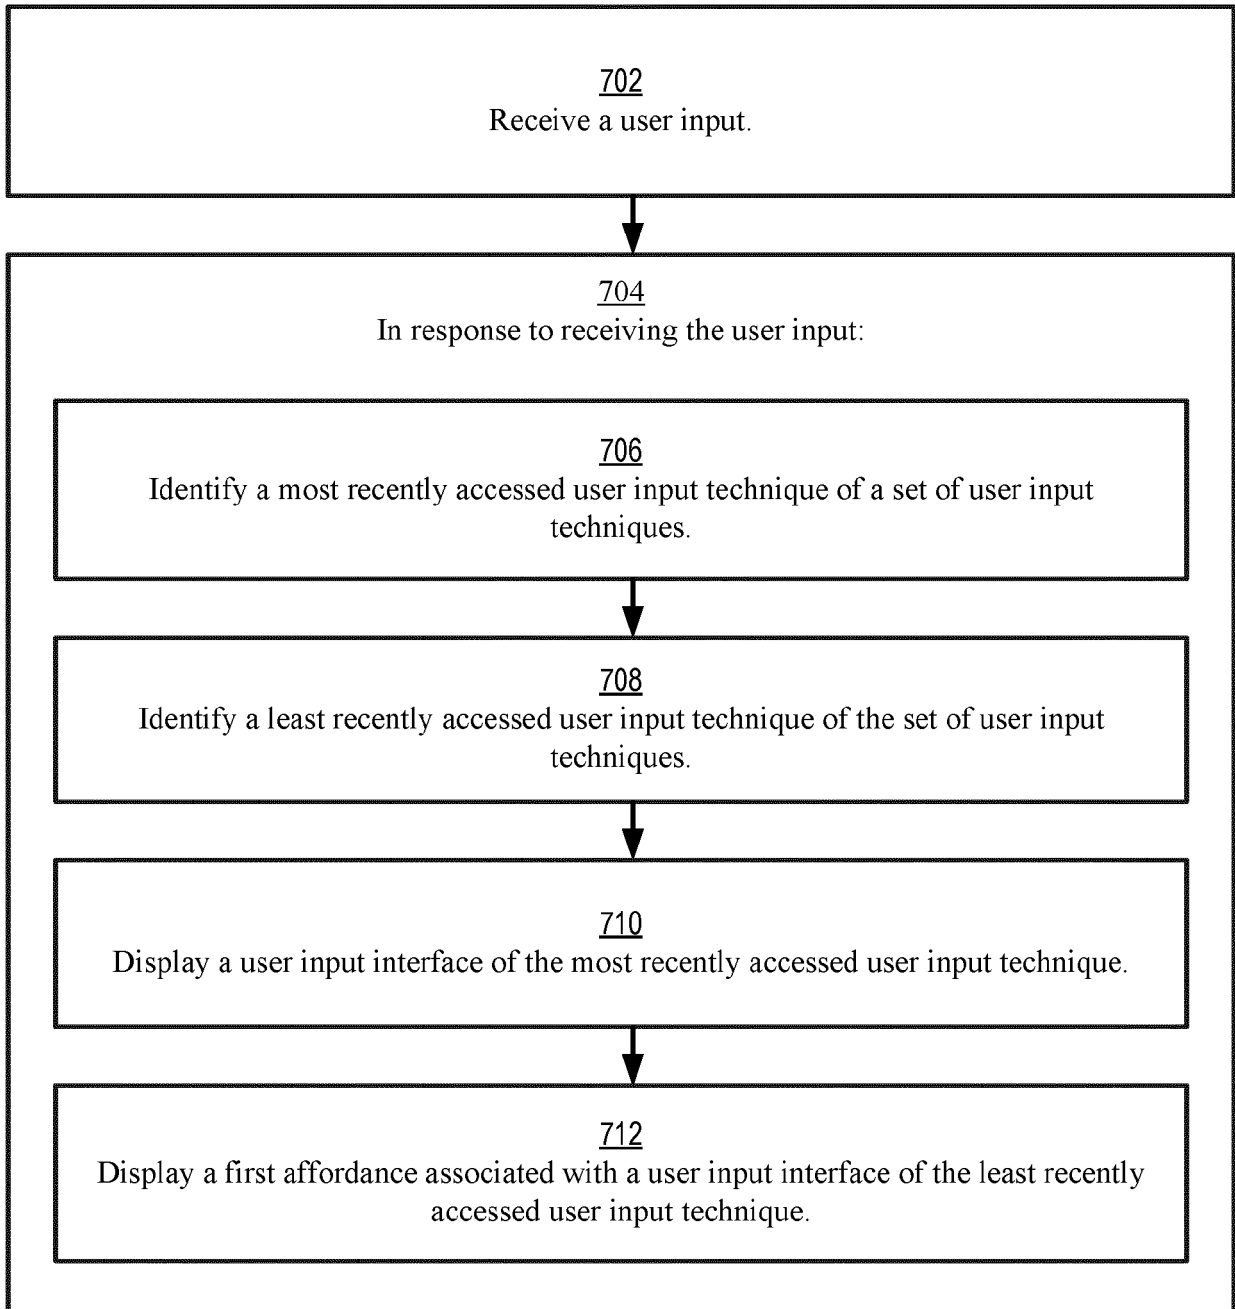 702
Receive a user input.
704
In response to receiving the user input:
706
Identify a most recently accessed user input technique of a set of user input
techniques.
708
Identify a least recently accessed user input technique of the set of user input
techniques.
710
Display a user input interface of the most recently accessed user input technique.
712
Display a first affordance associated with a user input interface of the least recently
accessed user input technique.